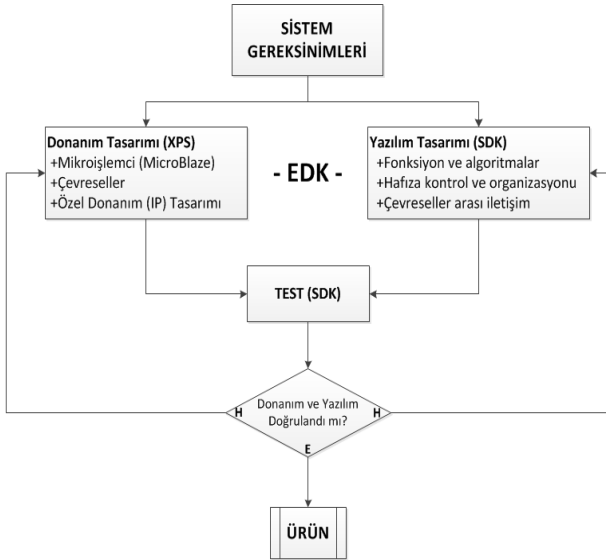 SİSTEM
GEREKSİNİMLERİ
Donanım Tasarımı (XPS)
+Mikroişlemci (MicroBlaze)
+Çevreseller
+Özel Donanım (IP) Tasarımı
- EDK -
Yazılım Tasarımı (SDK)
+Fonksiyon ve algoritmalar
+Hafıza kontrol ve organizasyonu
+Çevreseller arası iletişim
TEST (SDK)
H
Donanım ve Yazılım
Doğrulandı mı?
H
E
ÜRÜN